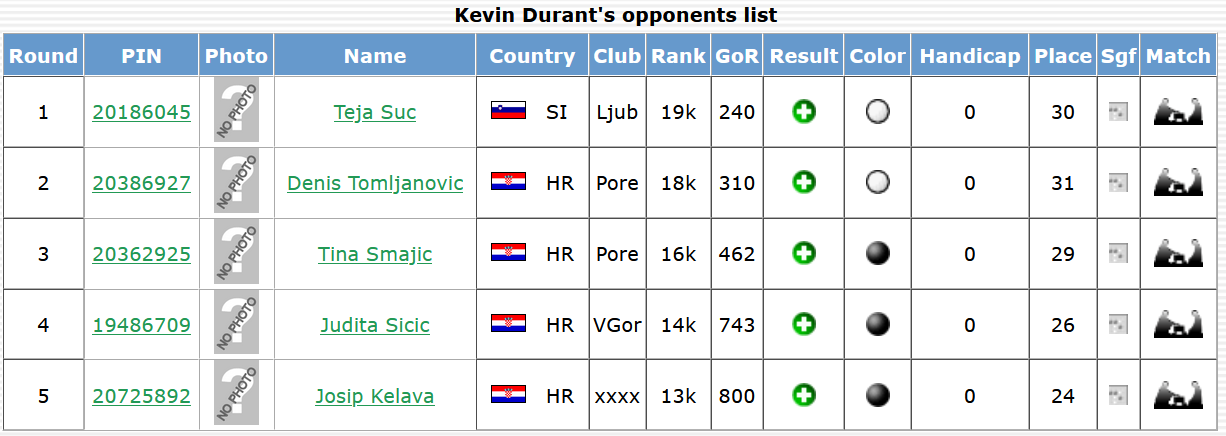 Kevin Durant's opponents list
Round PIN Photo Name Country Club Rank GoR Result Color Handicap Place Sgf Match
1 20186045 NO PHOTO Teja Suc SI Ljub 19k 240 0 30
2 20386927 NO PHOTO Denis Tomljanovic HR Pore 18k 310 0 31
3 20362925 NO PHOTO Tina Smajic HR Pore 16k 462 0 29
4 19486709 NO PHOTO Judita Sicic HR VGor 14k 743 0 26
5 20725892 NO PHOTO Josip Kelava HR xxxx 13k 800 0 24